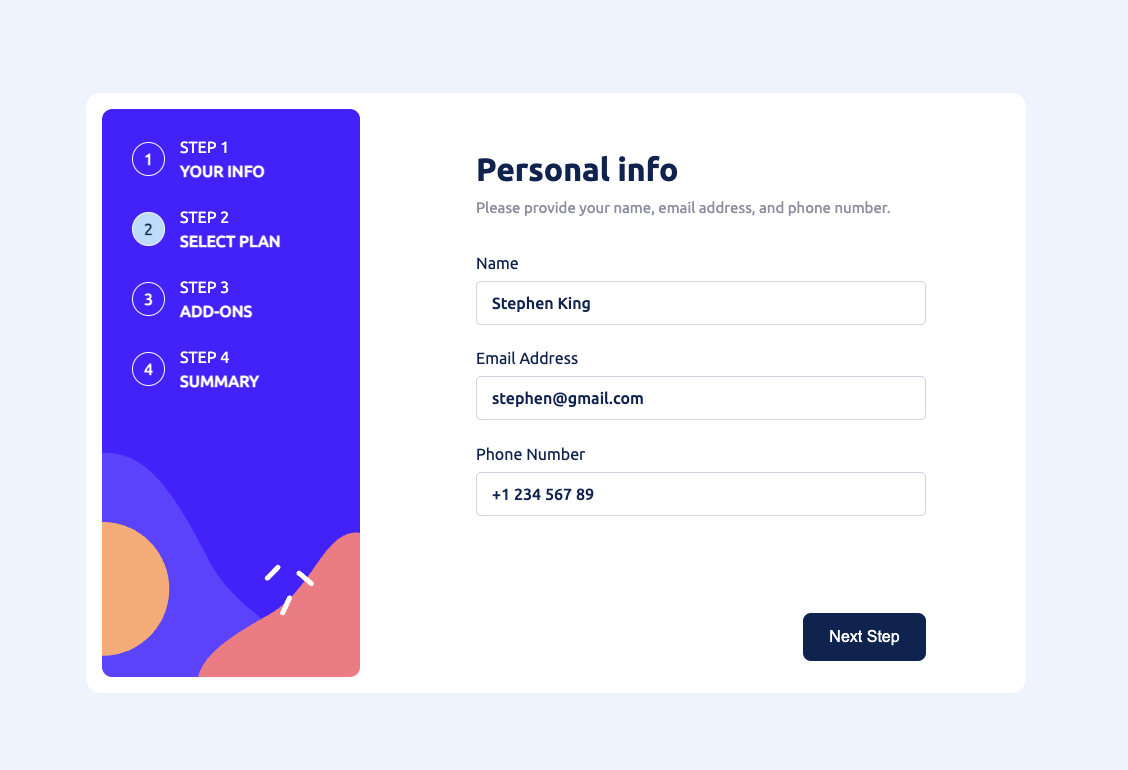 1
STEP 1
YOUR INFO
2
STEP 2
SELECT PLAN
3
STEP 3
ADD-ONS
4
STEP 4
SUMMARY
Personal info
Please provide your name, email address, and phone number.
Name
Stephen King
Email Address
stephen@gmail.com
Phone Number
+1 234 567 89
Next Step